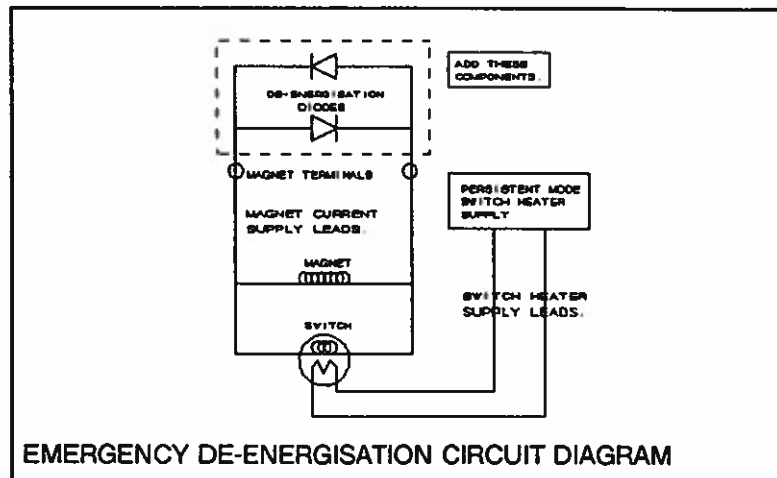 ADD THESE
COMPONENTS.
DE-ENERGISATION
DIODES
MAGNET TERMINALS
MAGNET CURRENT
SUPPLY LEADS.
PERSISTENT MODE
SWITCH HEATER
SUPPLY
MAGNET
SWITCH HEATER
SUPPLY LEADS.
SWITCH
EMERGENCY DE-ENERGISATION CIRCUIT DIAGRAM